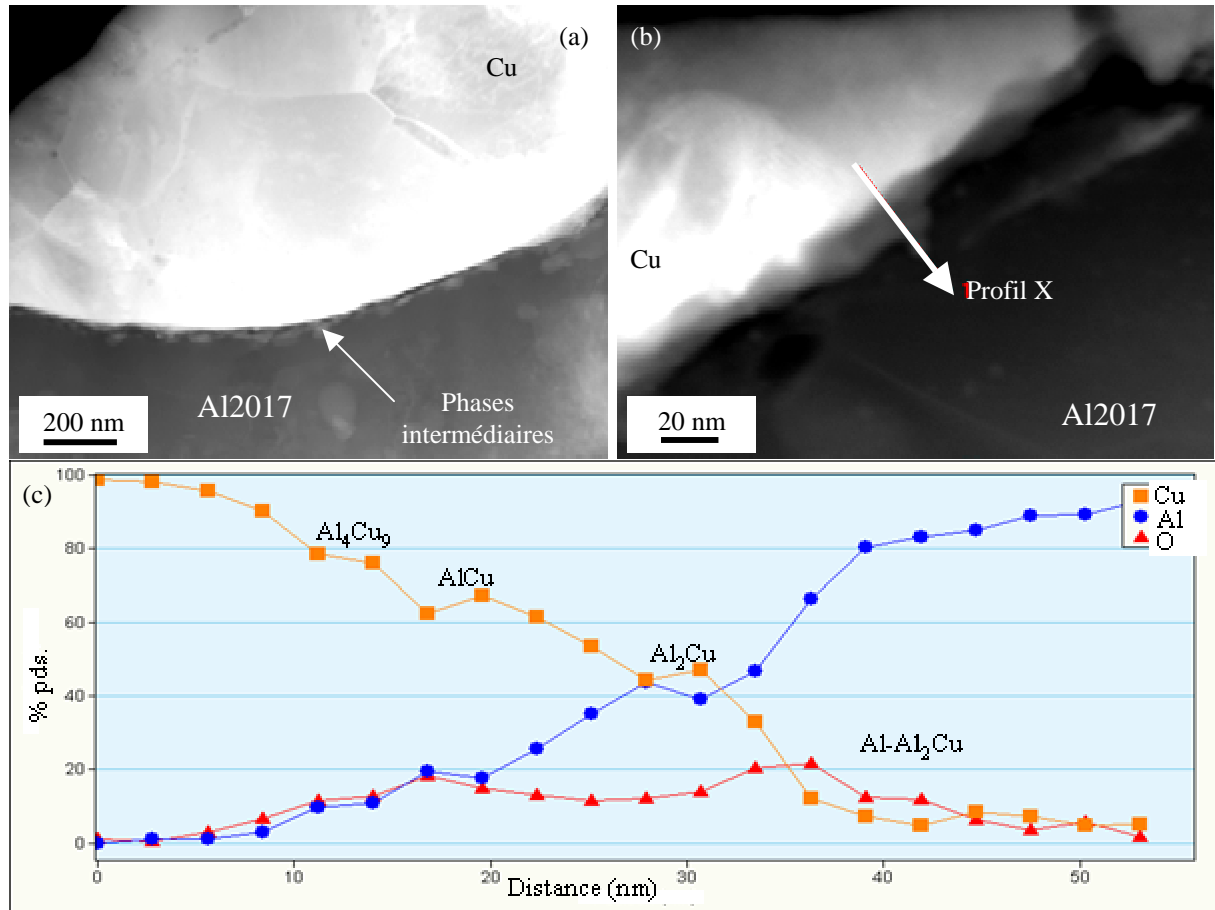 (a)
Cu
Al2017
Phases
intermédiaires
200 nm
(b)
Cu
Profil X
Al2017
20 nm
(c)
% pds.
100
80
60
40
20
0
Al₄Cu₉
AlCu
Al₂Cu
Al-Al₂Cu
Cu
Al
O
0
10
20
30
40
50
Distance (nm)